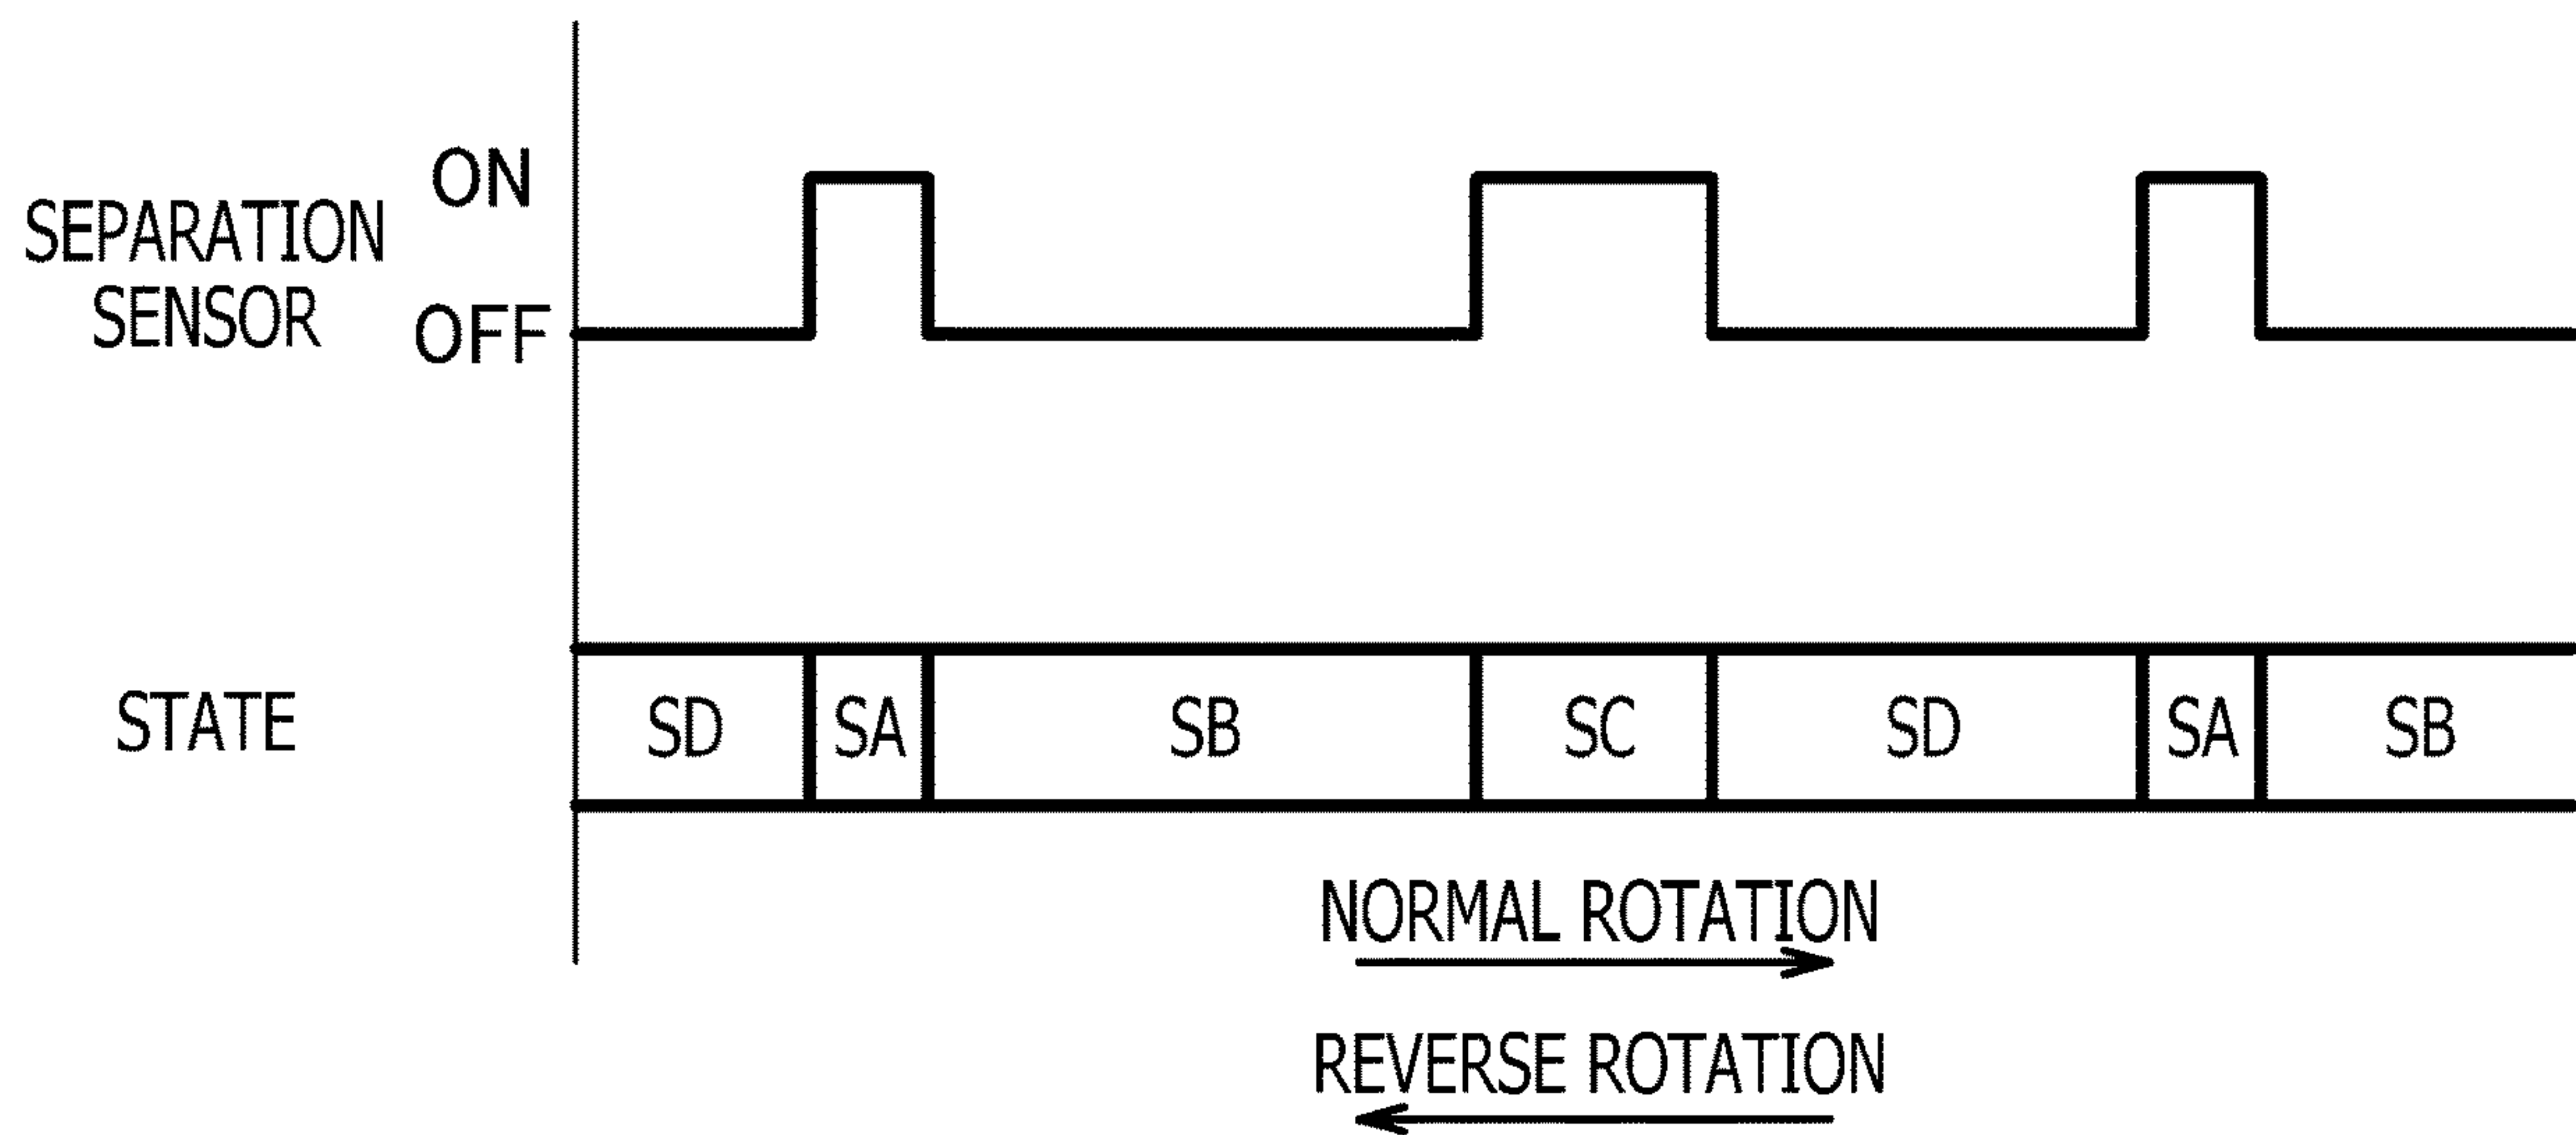 ON
SEPARATION
SENSOR
OFF
STATE
SD SA SB SC SD SA SB
NORMAL ROTATION
REVERSE ROTATION